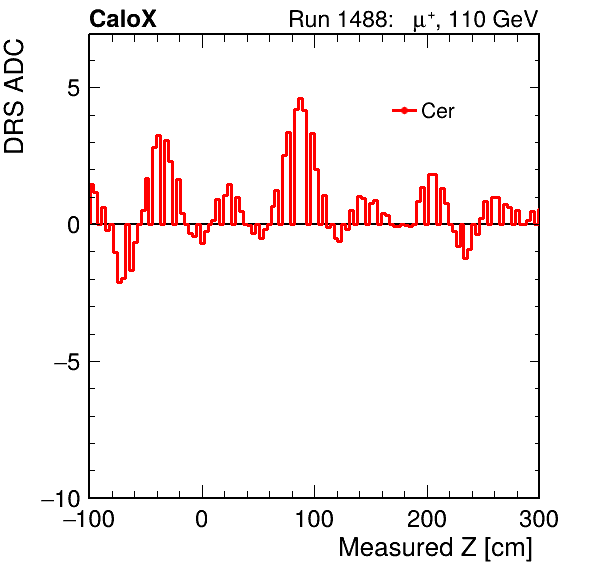 CaloX Run 1488: μ⁺, 110 GeV
DRS ADC
5
Cer
0
−5
−10
−100 0 100 200 300
Measured Z [cm]